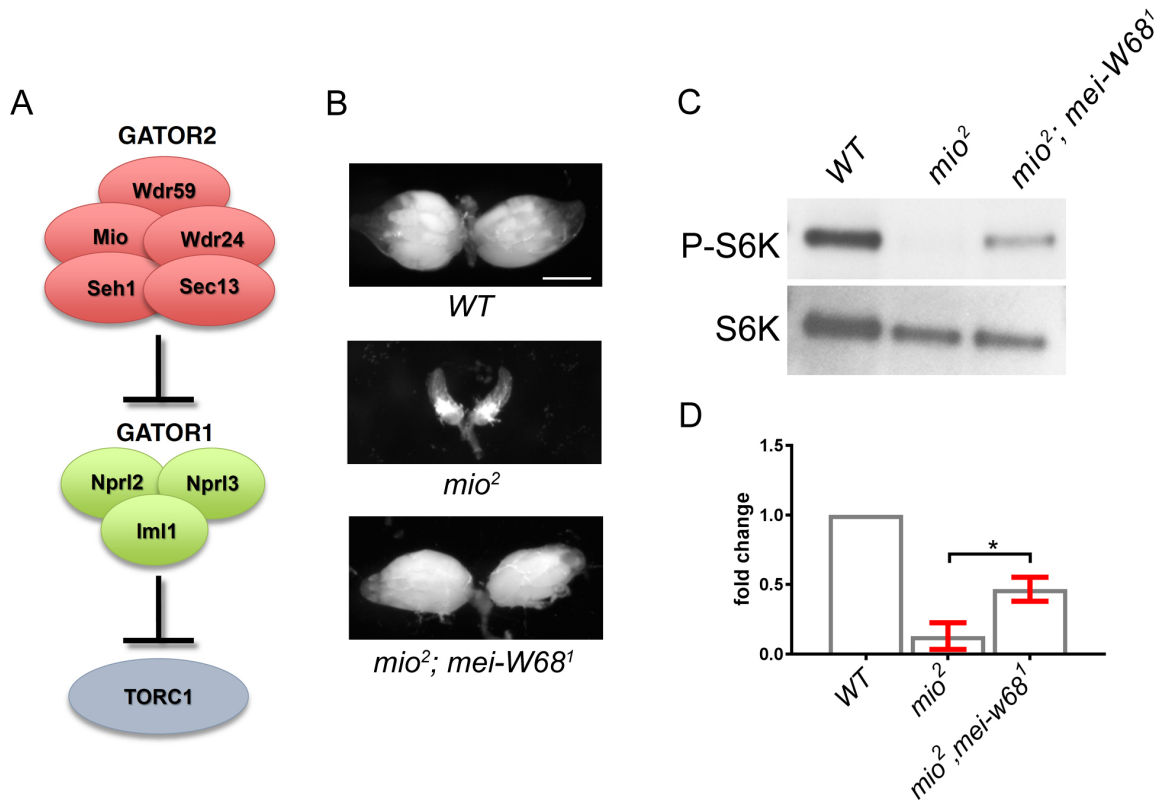 A
GATOR2
Wdr59
Mio
Wdr24
Seh1
Sec13
GATOR1
Nprl2
Nprl3
Iml1
TORC1
B
WT
mio²
mio²; mei-W68¹
C
WT
mio²
mio²; mei-W68¹
P-S6K
S6K
D
fold change
1.5
1.0
0.5
0.0
*
WT
mio²
mio²,mei-w68¹